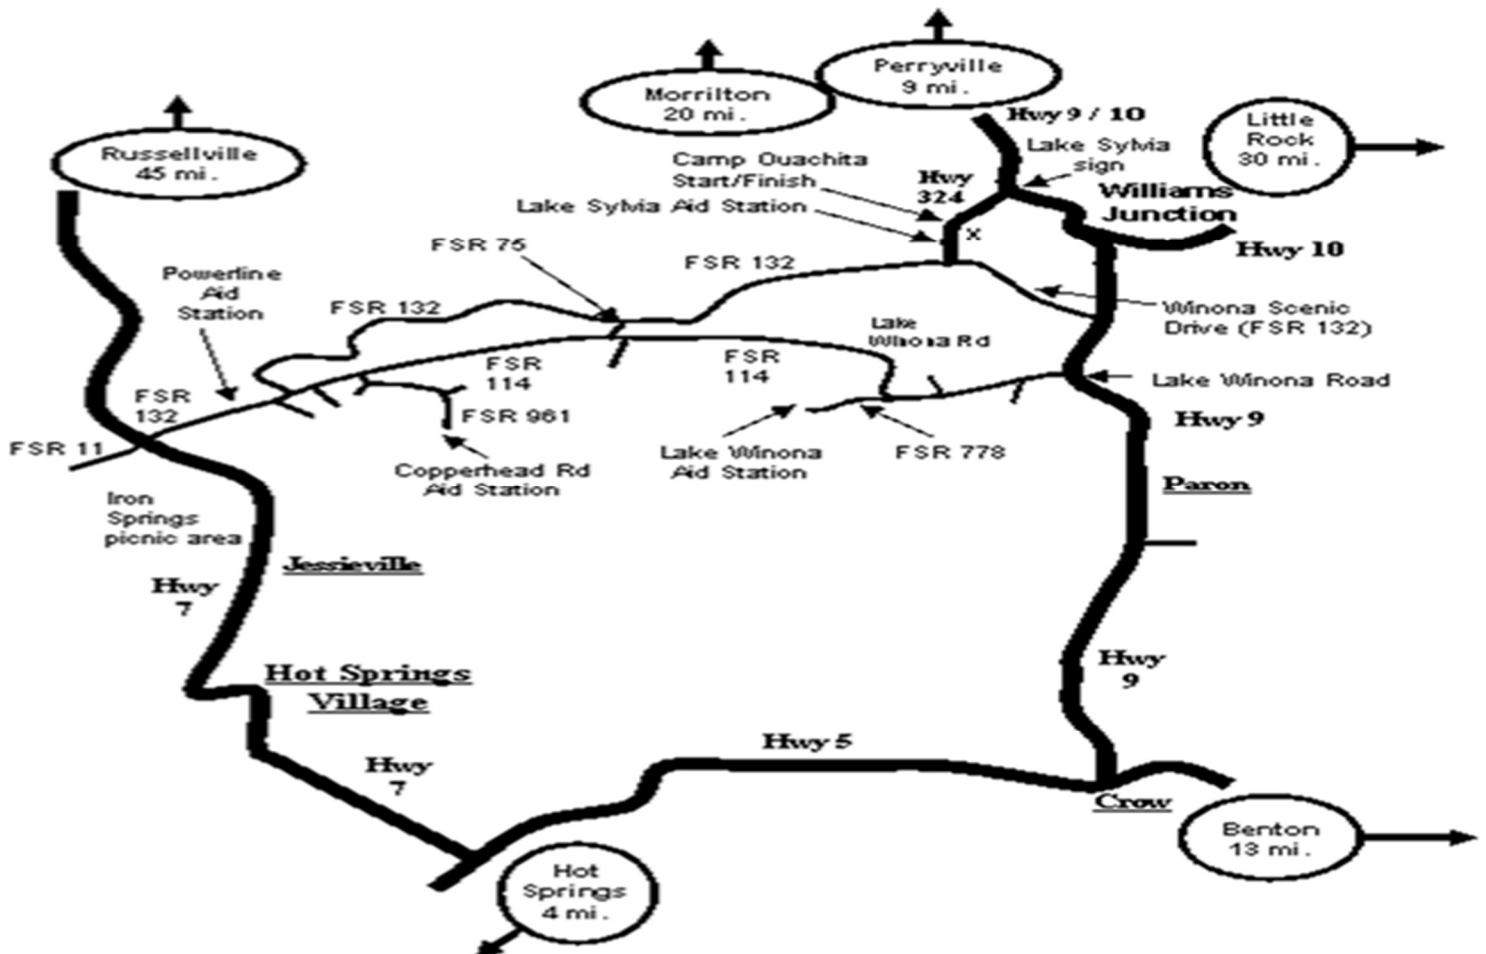 Perryville
9 mi.
Morrilton
20 mi.
Hwy 9 / 10
Little
Rock
30 mi.
Russellville
45 mi.
Lake Sylvia
sign
Camp Ouachita
Start/Finish
Hwy
324
Williams
Junction
Lake Sylvia Aid Station
x
Hwy 10
FSR 75
FSR 132
Powerline
Aid
Station
FSR 132
Winona Scenic
Drive (FSR 132)
Lake
Winona Rd
FSR
114
FSR
114
Lake Winona Road
FSR
132
FSR 961
Hwy 9
FSR 11
Lake Winona
Aid Station
FSR 778
Copperhead Rd
Aid Station
Paron
Iron
Springs
picnic area
Jessieville
Hwy
7
Hot Springs
Village
Hwy
9
Hwy 5
Hwy
7
Crow
Benton
13 mi.
Hot
Springs
4 mi.